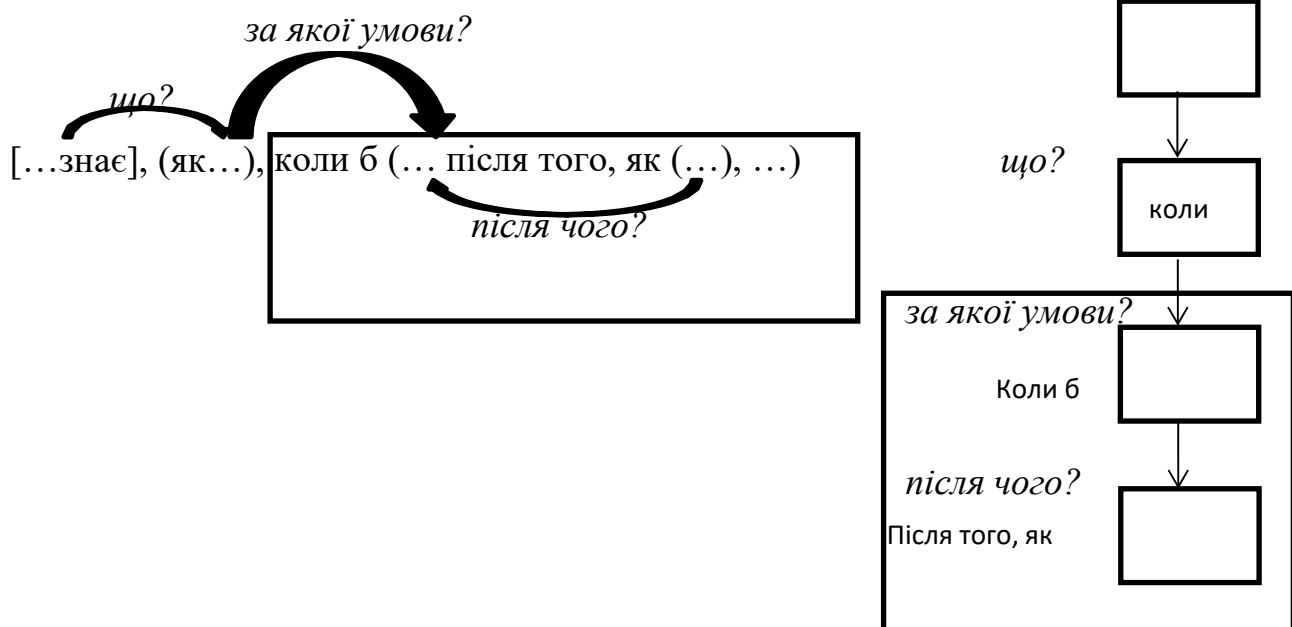 за якої умови?
що?
[…знає], (як…), коли б (… після того, як (…), …)
після чого?
що?
коли
за якої умови?
Коли б
після чого?
Після того, як